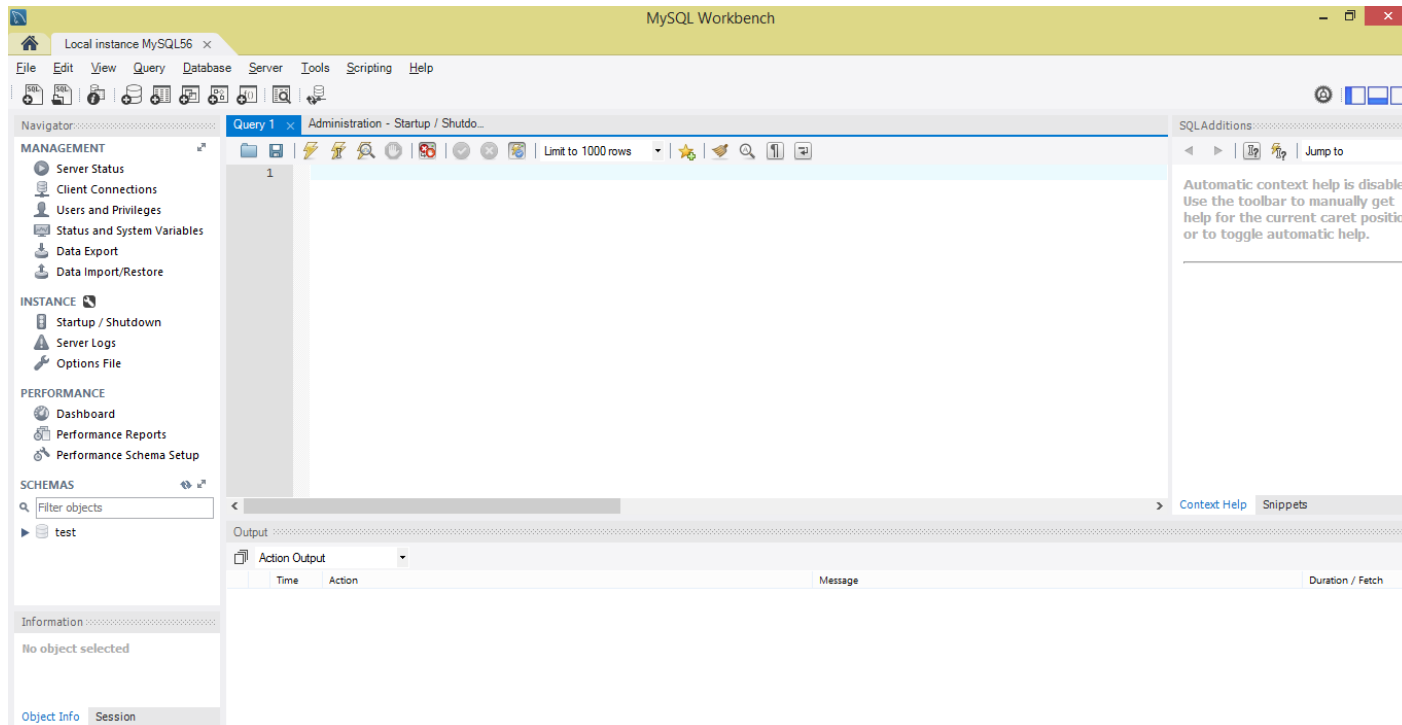 MySQL Workbench
Local instance MySQL56
File Edit View Query Database Server Tools Scripting Help
Navigator
MANAGEMENT
Server Status
Client Connections
Users and Privileges
Status and System Variables
Data Export
Data Import/Restore
INSTANCE
Startup / Shutdown
Server Logs
Options File
PERFORMANCE
Dashboard
Performance Reports
Performance Schema Setup
SCHEMAS
Filter objects
test
Information
No object selected
Object Info Session
Query 1 Administration - Startup / Shutdo...
Limit to 1000 rows
1
Output
Action Output
Time Action Message Duration / Fetch
SQLAdditions
Jump to
Automatic context help is disable
Use the toolbar to manually get
help for the current caret positic
or to toggle automatic help.
Context Help Snippets